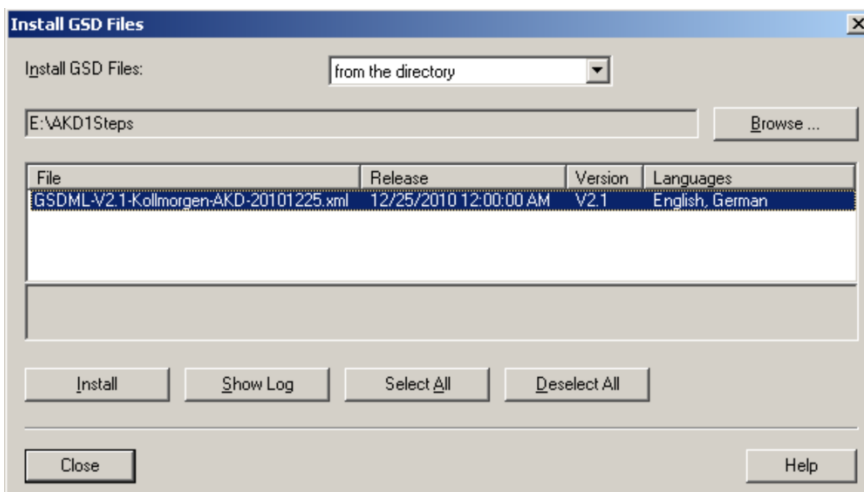 Install GSD Files
Install GSD Files: from the directory
E:\AKD1Steps Browse ...
File Release Version Languages
GSDML-V2.1-Kollmorgen-AKD-20101225.xml 12/25/2010 12:00:00 AM V2.1 English, German
Install Show Log Select All Deselect All
Close Help